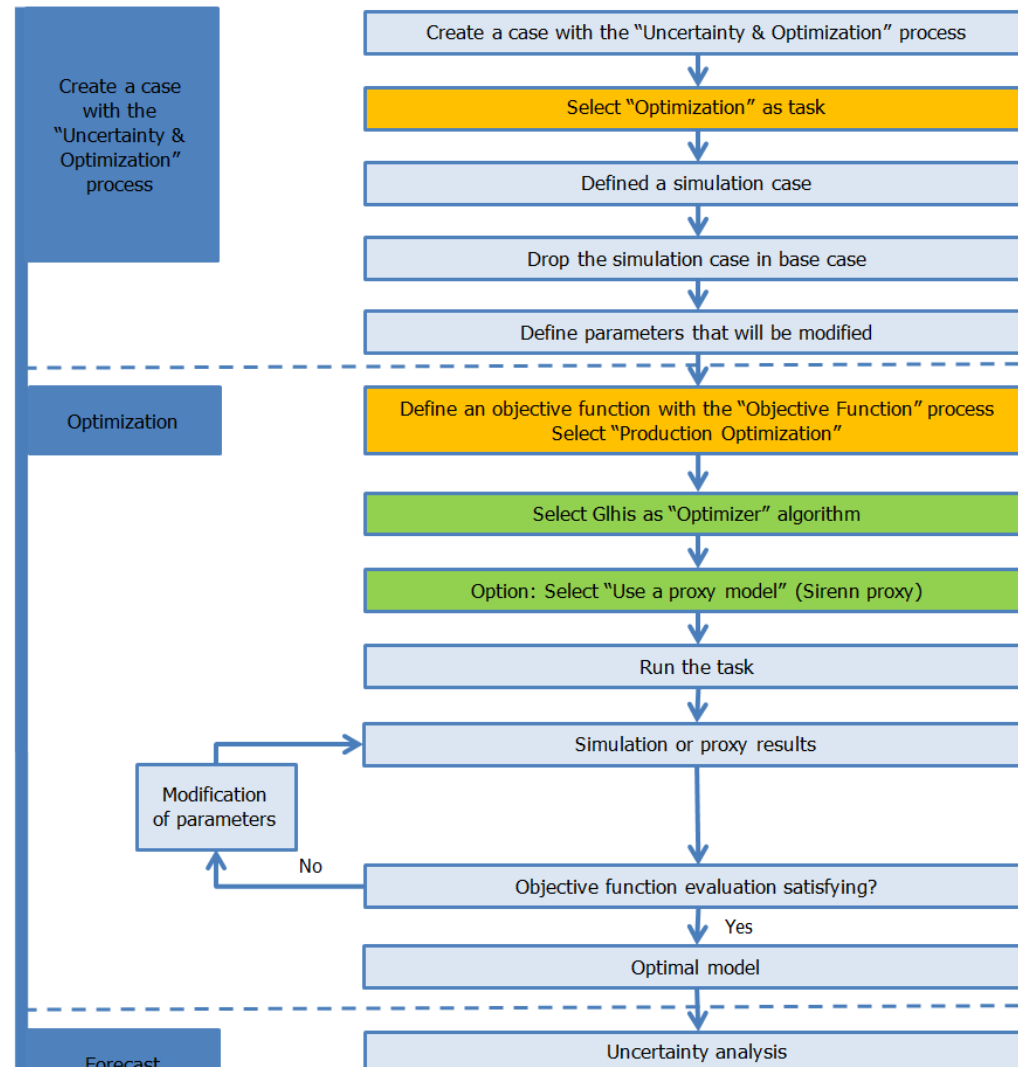 Create a case
with the
“Uncertainty &
Optimization”
process
Create a case with the “Uncertainty & Optimization” process
Select “Optimization” as task
Defined a simulation case
Drop the simulation case in base case
Define parameters that will be modified
Optimization
Define an objective function with the “Objective Function” process
Select “Production Optimization”
Select Glhis as “Optimizer” algorithm
Option: Select “Use a proxy model” (Sirenn proxy)
Run the task
Simulation or proxy results
Modification
of parameters
No
Objective function evaluation satisfying?
Yes
Optimal model
Forecast
Uncertainty analysis